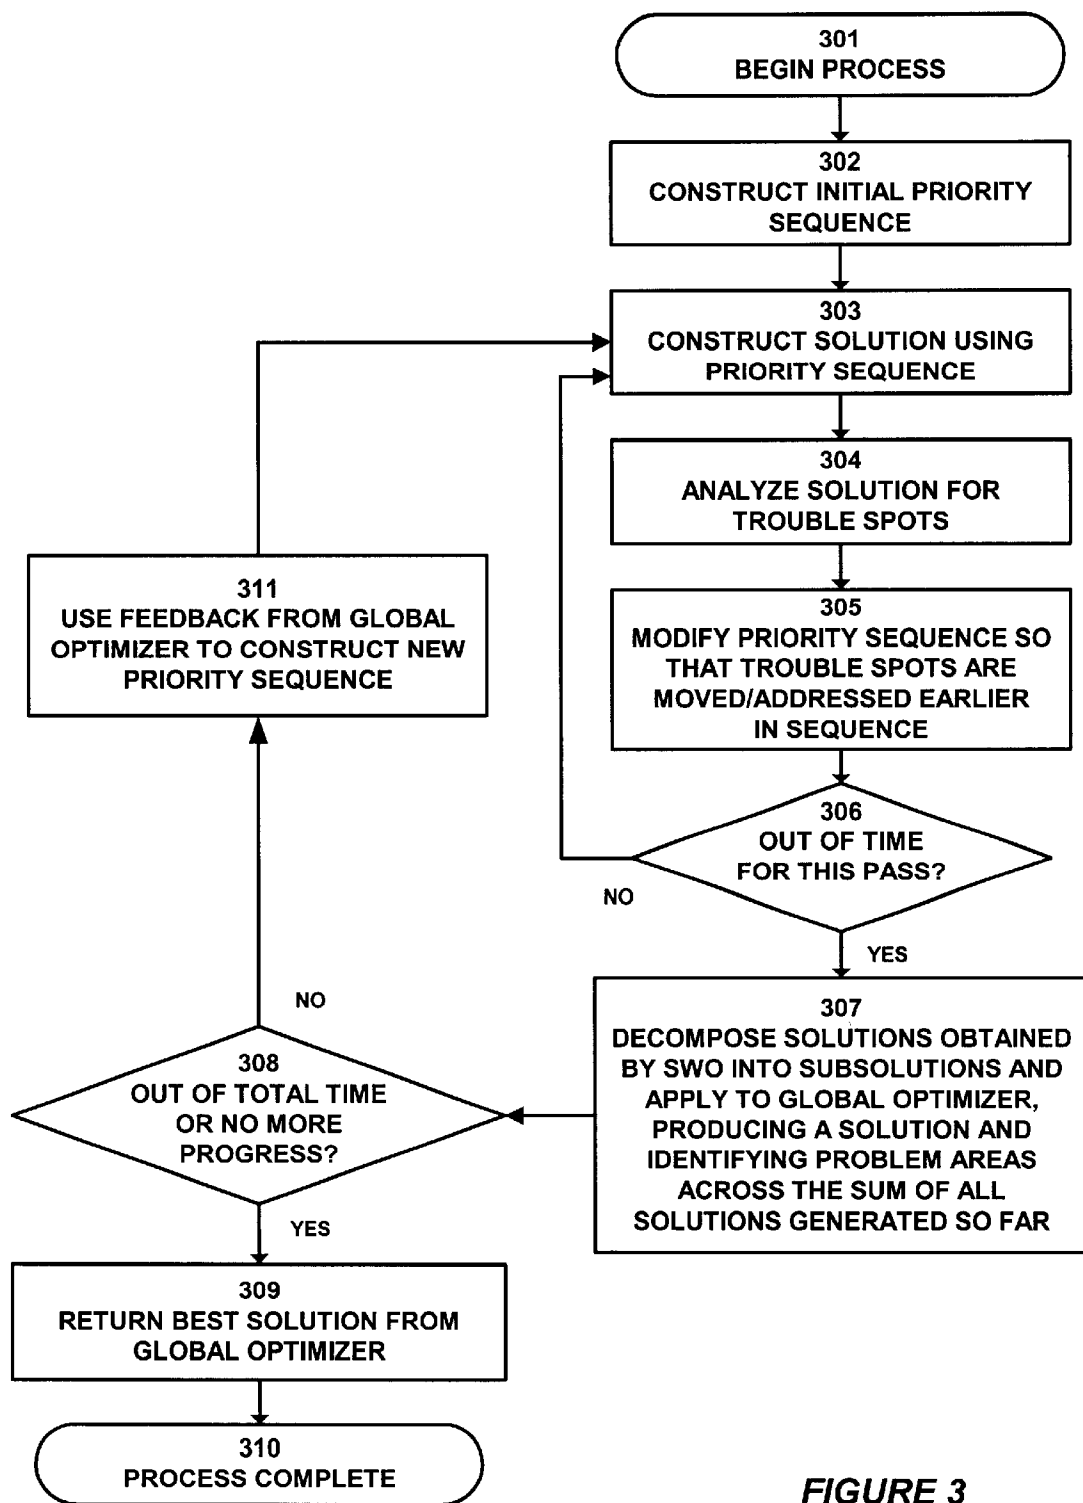 301
BEGIN PROCESS
302
CONSTRUCT INITIAL PRIORITY
SEQUENCE
303
CONSTRUCT SOLUTION USING
PRIORITY SEQUENCE
304
ANALYZE SOLUTION FOR
TROUBLE SPOTS
305
MODIFY PRIORITY SEQUENCE SO
THAT TROUBLE SPOTS ARE
MOVED/ADDRESSED EARLIER
IN SEQUENCE
306
OUT OF TIME
FOR THIS PASS?
NO
YES
307
DECOMPOSE SOLUTIONS OBTAINED
BY SWO INTO SUBSOLUTIONS AND
APPLY TO GLOBAL OPTIMIZER,
PRODUCING A SOLUTION AND
IDENTIFYING PROBLEM AREAS
ACROSS THE SUM OF ALL
SOLUTIONS GENERATED SO FAR
308
OUT OF TOTAL TIME
OR NO MORE
PROGRESS?
NO
YES
311
USE FEEDBACK FROM GLOBAL
OPTIMIZER TO CONSTRUCT NEW
PRIORITY SEQUENCE
309
RETURN BEST SOLUTION FROM
GLOBAL OPTIMIZER
310
PROCESS COMPLETE
FIGURE 3